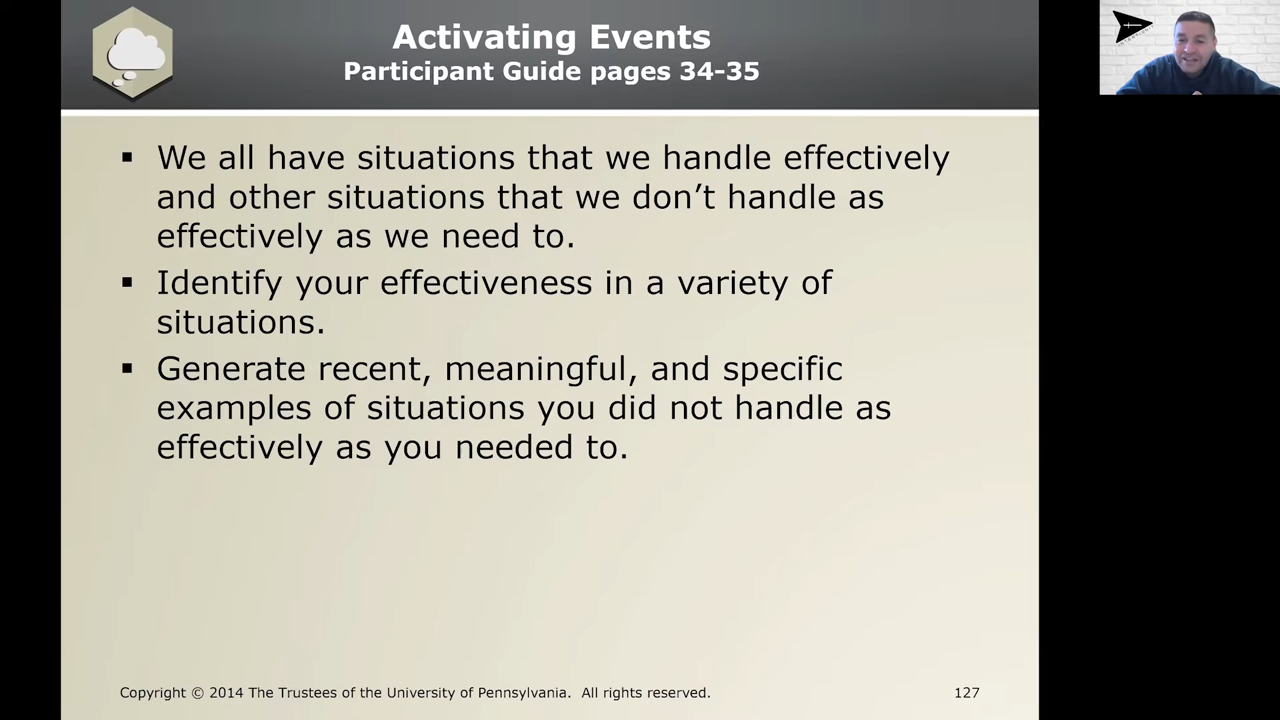 Activating Events
Participant Guide pages 34-35
▪ We all have situations that we handle effectively
and other situations that we don’t handle as
effectively as we need to.
▪ Identify your effectiveness in a variety of
situations.
▪ Generate recent, meaningful, and specific
examples of situations you did not handle as
effectively as you needed to.
Copyright © 2014 The Trustees of the University of Pennsylvania. All rights reserved.
127